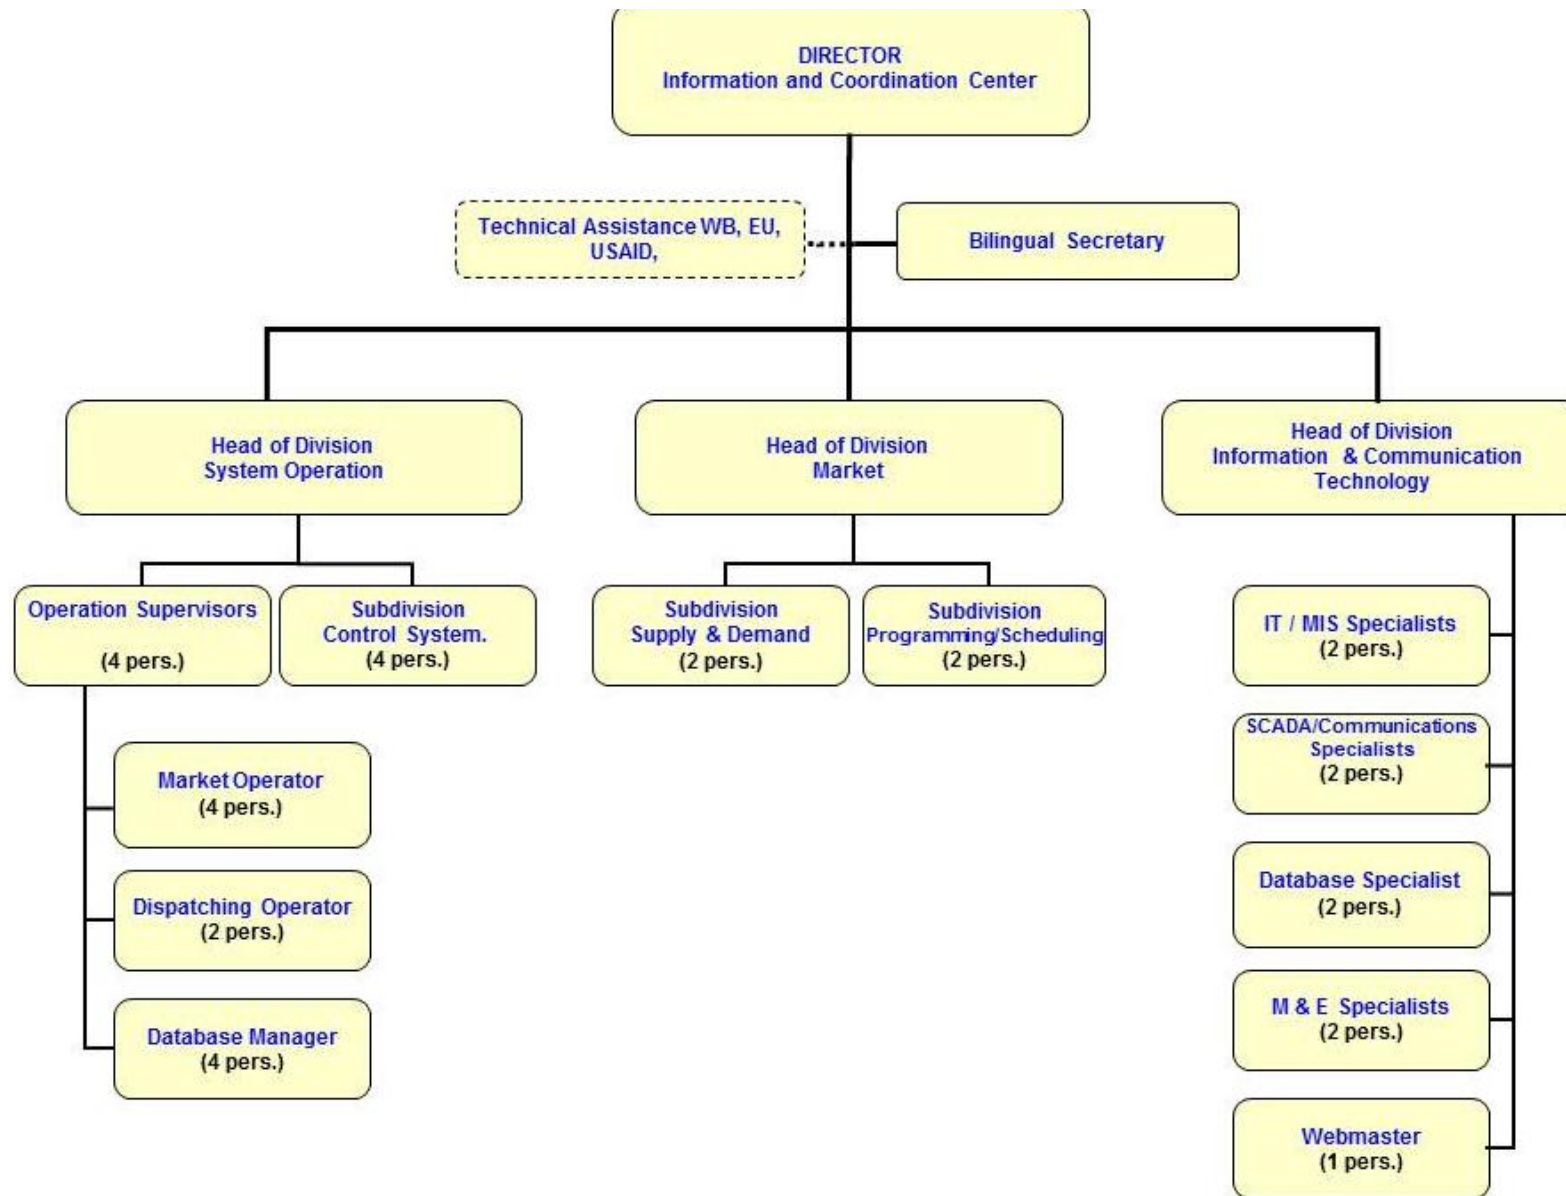 DIRECTOR
Information and Coordination Center
Technical Assistance WB, EU,
USAID,
Bilingual Secretary
Head of Division
System Operation
Head of Division
Market
Head of Division
Information & Communication
Technology
Operation Supervisors
(4 pers.)
Subdivision
Control System.
(4 pers.)
Subdivision
Supply & Demand
(2 pers.)
Subdivision
Programming/Scheduling
(2 pers.)
IT / MIS Specialists
(2 pers.)
SCADA/Communications
Specialists
(2 pers.)
Market Operator
(4 pers.)
Database Specialist
(2 pers.)
Dispatching Operator
(2 pers.)
M & E Specialists
(2 pers.)
Database Manager
(4 pers.)
Webmaster
(1 pers.)